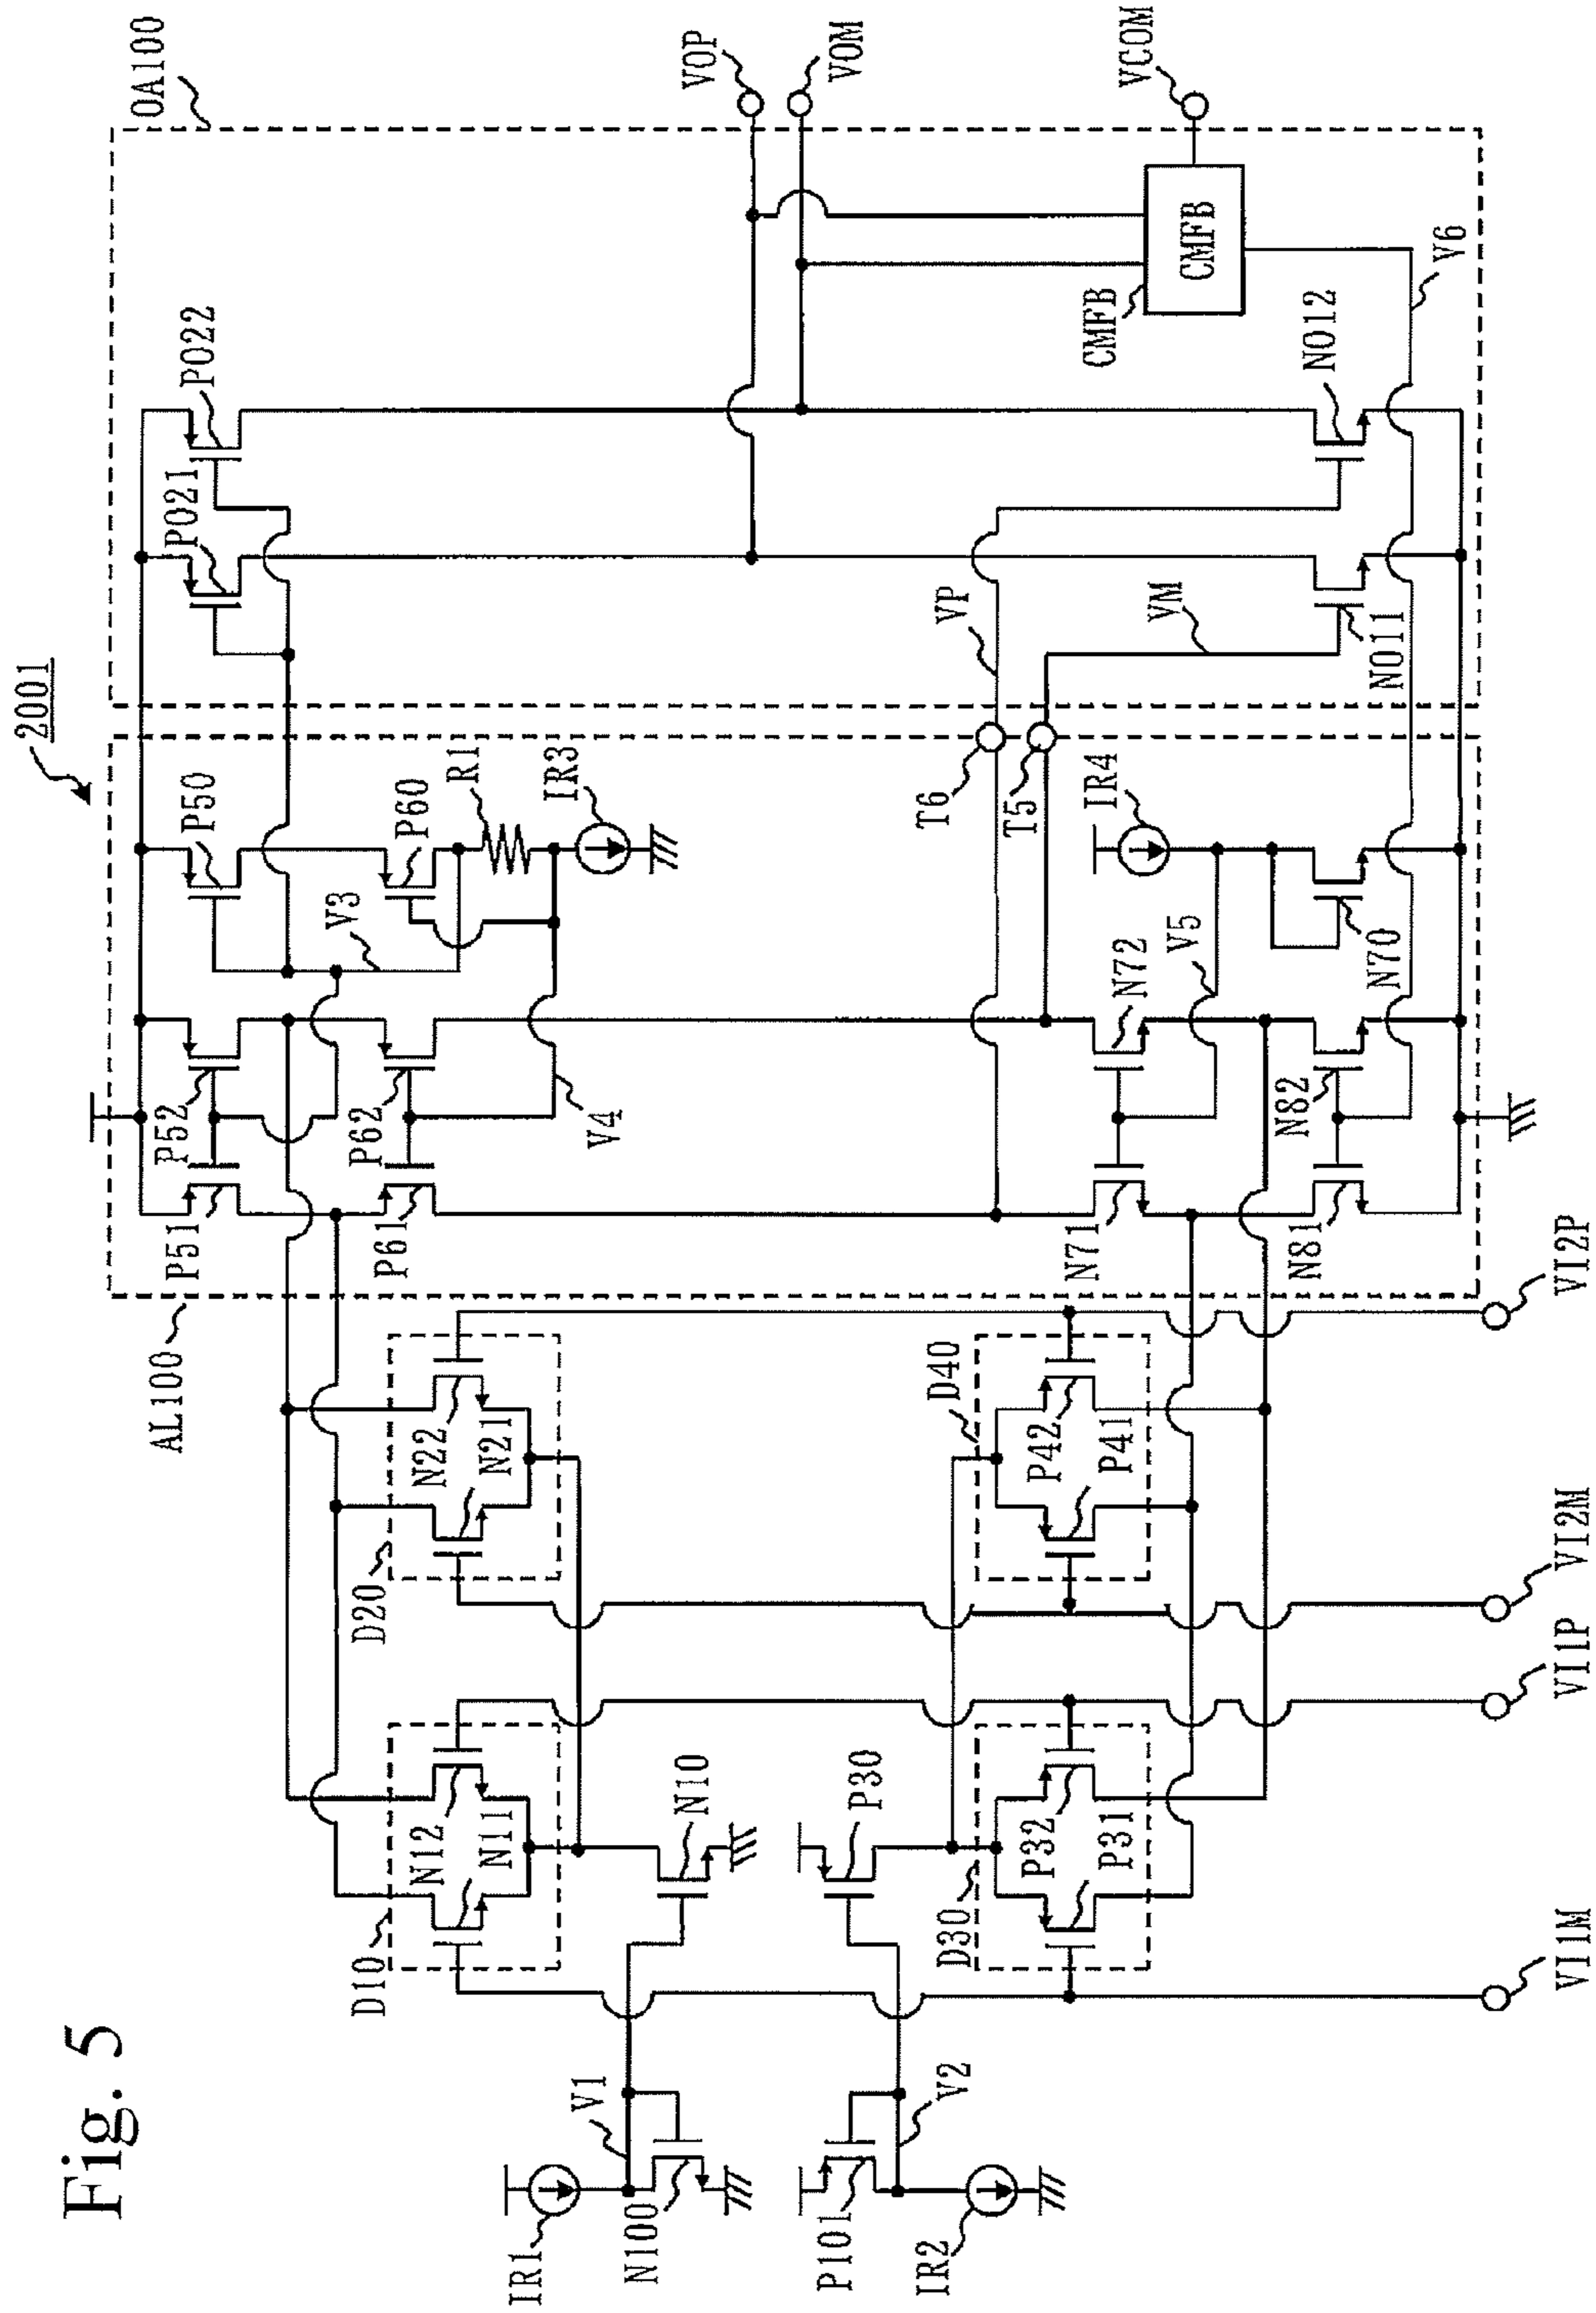 Fig. 5
2001
AL100
OA100
P51
P52
P50
PO21
PO22
VOP
VOM
VCOM
CMFB
CMFB
V6
P61
P62
V3
P60
R1
IR3
V4
T6
T5
VP
VM
IR4
V5
N71
N72
N70
N81
N82
NO11
NO12
D10
N12
N11
D20
N22
N21
N10
P30
D30
P32
P31
D40
P42
P41
IR1
V1
N100
P101
V2
IR2
VI1M
VI1P
VI2M
VI2P